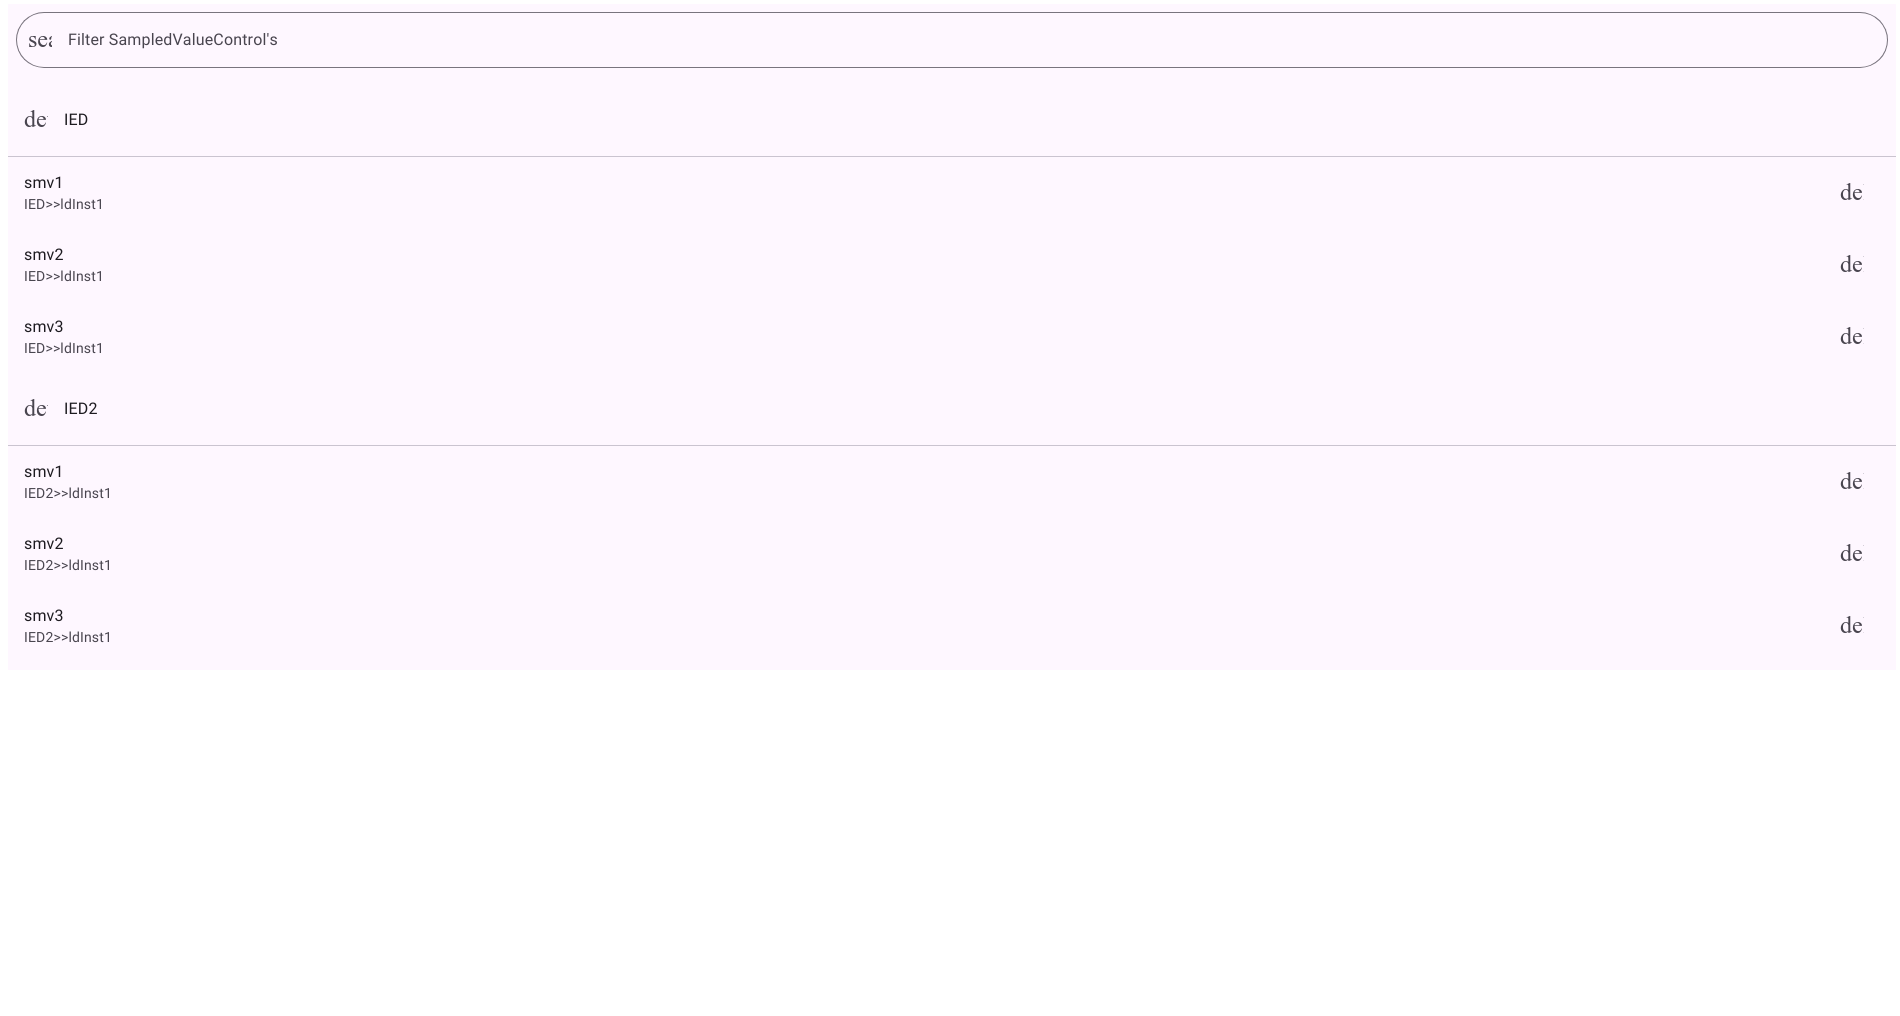 sea Filter SampledValueControl's
de IED
smv1
IED>>ldInst1
de
smv2
IED>>ldInst1
de
smv3
IED>>ldInst1
de
de IED2
smv1
IED2>>ldInst1
de
smv2
IED2>>ldInst1
de
smv3
IED2>>ldInst1
de